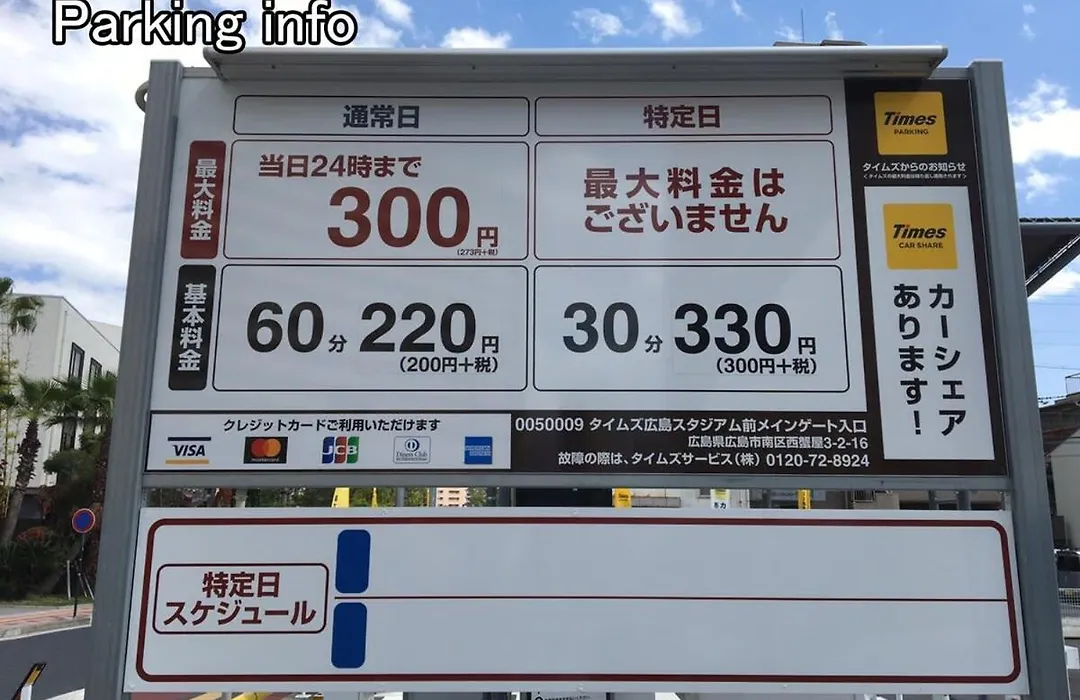 Parking info
通常日
特定日
最大料金
当日24時まで
300円
(273円+税)
最大料金は
ございません
基本料金
60分 220円
(200円+税)
30分 330円
(300円+税)
Times
PARKING
タイムズからのお知らせ
Times
CAR SHARE
カーシェア
あります!
クレジットカードご利用いただけます
VISA
mastercard
JCB
Diners Club
0050009 タイムズ広島スタジアム前メインゲート入口
広島県広島市南区西蟹屋3-2-16
故障の際は、タイムズサービス(株) 0120-72-8924
特定日
スケジュール